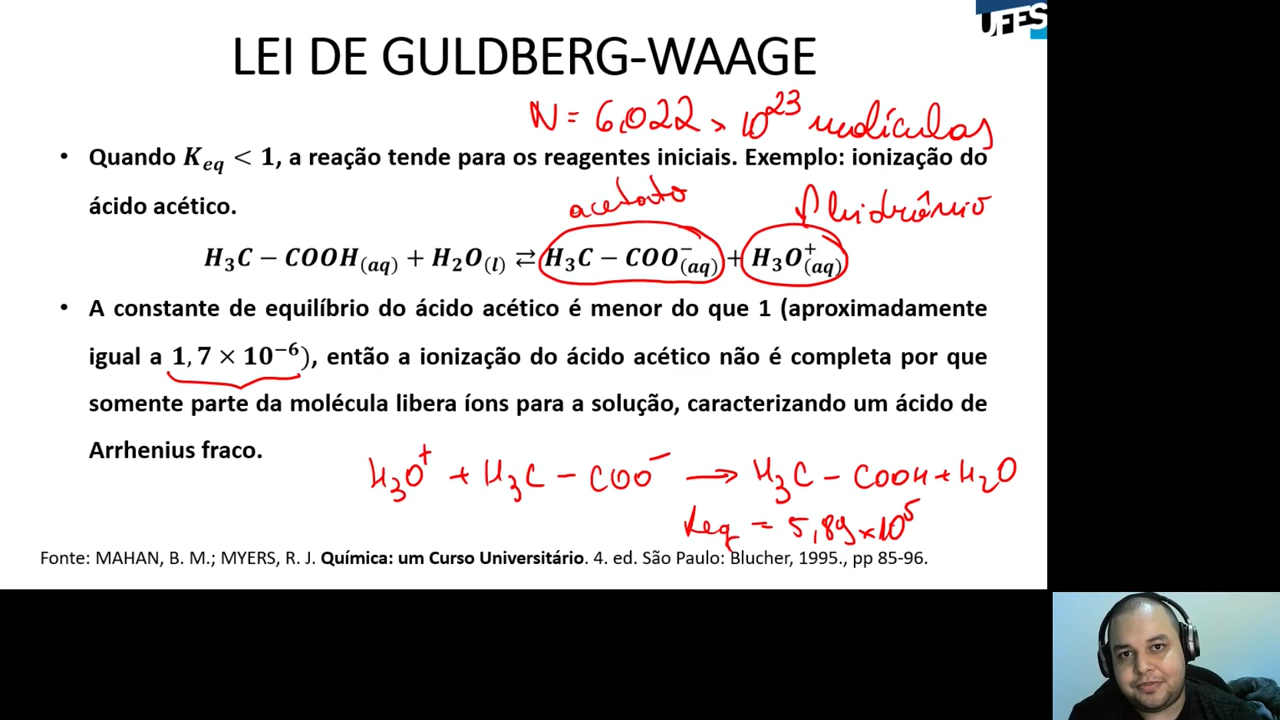 UFES
LEI DE GULDBERG-WAAGE
N = 6,022 × 10²³ moléculas
• Quando K_eq < 1, a reação tende para os reagentes iniciais. Exemplo: ionização do
ácido acético.
acetato
hidrônio
H₃C − COOH(aq) + H₂O(l) ⇄ H₃C − COO⁻(aq) + H₃O⁺(aq)
• A constante de equilíbrio do ácido acético é menor do que 1 (aproximadamente
igual a 1,7 × 10⁻⁶), então a ionização do ácido acético não é completa por que
somente parte da molécula libera íons para a solução, caracterizando um ácido de
Arrhenius fraco.
H₃O⁺ + H₃C − COO⁻ → H₃C − COOH + H₂O
Keq = 5,89 × 10⁵
Fonte: MAHAN, B. M.; MYERS, R. J. Química: um Curso Universitário. 4. ed. São Paulo: Blucher, 1995., pp 85-96.